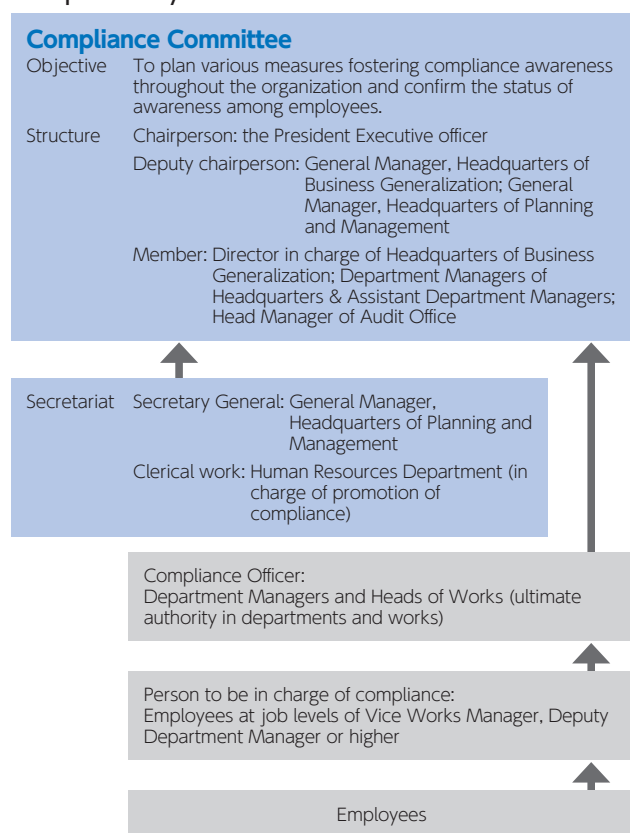 Compliance Committee
Objective To plan various measures fostering compliance awareness
throughout the organization and confirm the status of
awareness among employees.
Structure Chairperson: the President Executive officer
Deputy chairperson: General Manager, Headquarters of
Business Generalization; General
Manager, Headquarters of Planning
and Management
Member: Director in charge of Headquarters of Business
Generalization; Department Managers of
Headquarters & Assistant Department Managers;
Head Manager of Audit Office
Secretariat Secretary General: General Manager,
Headquarters of Planning and
Management
Clerical work: Human Resources Department (in
charge of promotion of
compliance)
Compliance Officer:
Department Managers and Heads of Works (ultimate
authority in departments and works)
Person to be in charge of compliance:
Employees at job levels of Vice Works Manager, Deputy
Department Manager or higher
Employees